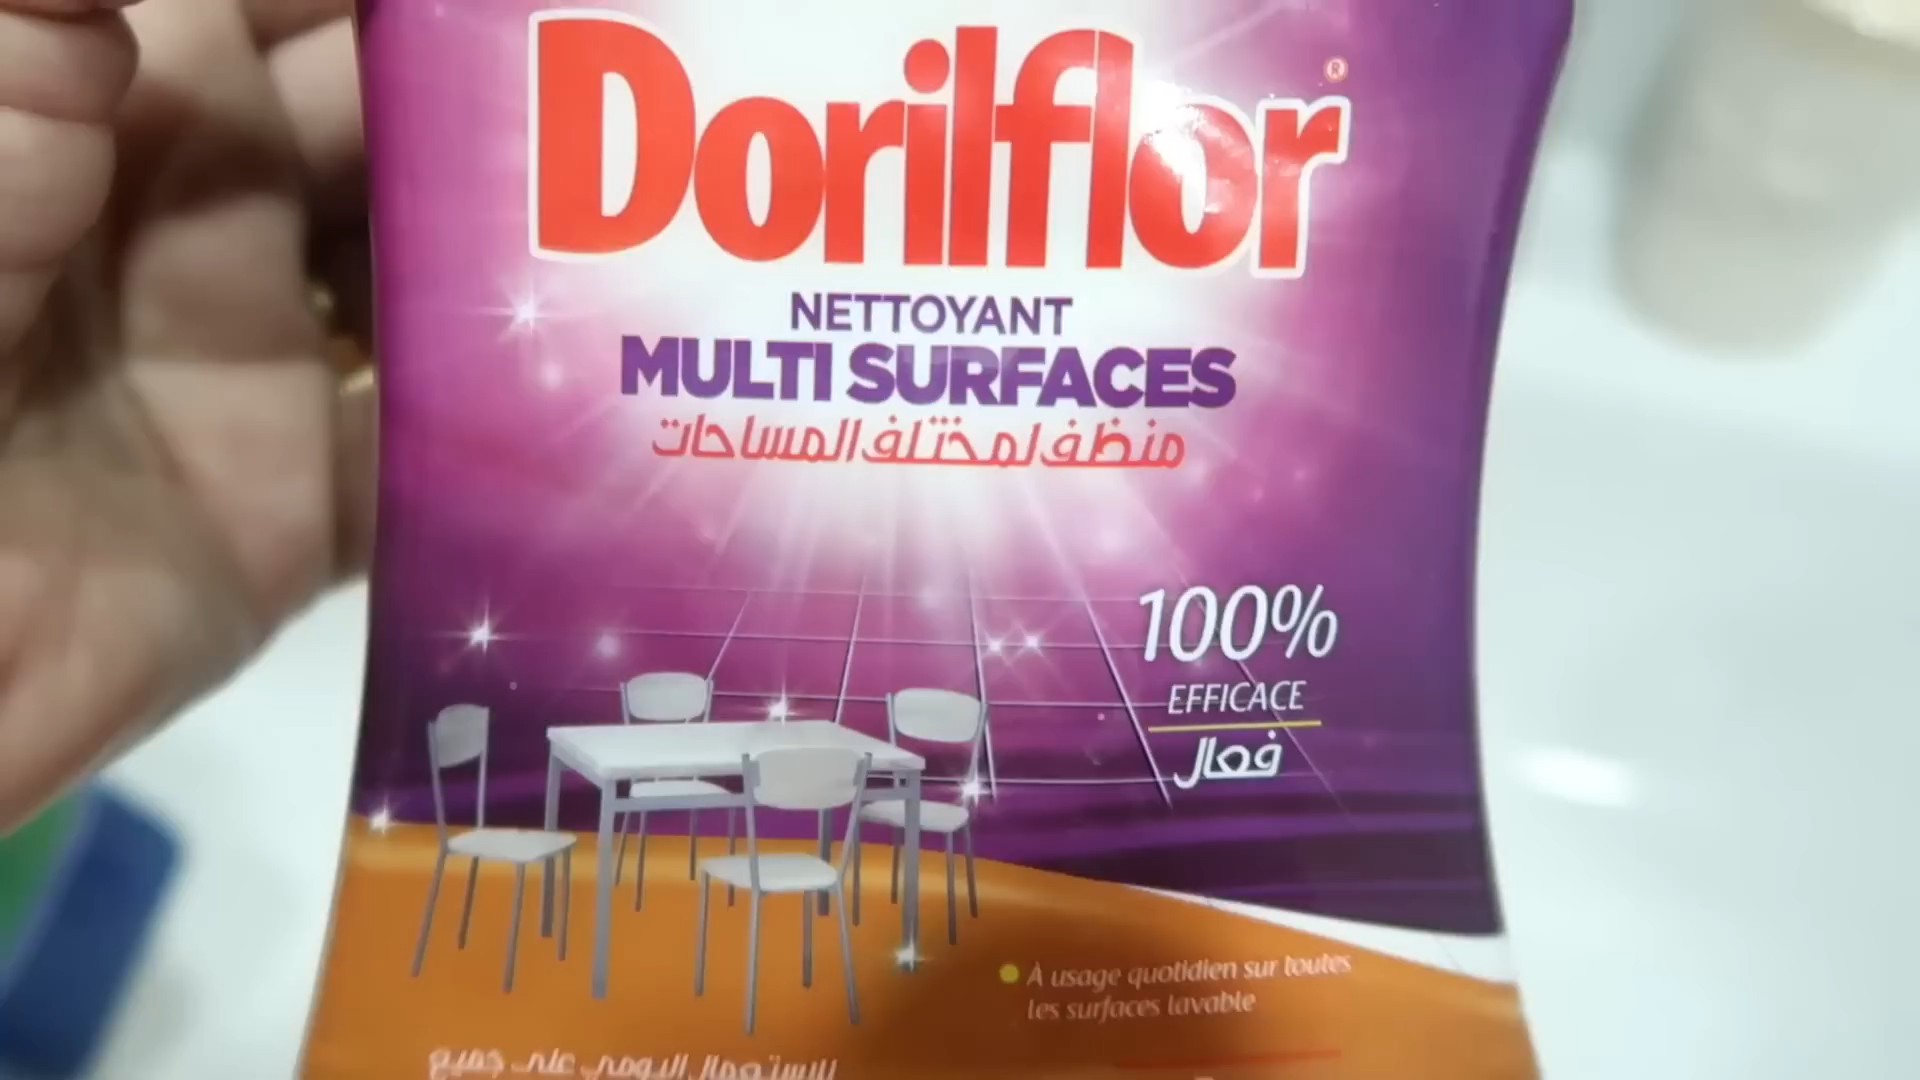 Dorilflor®
NETTOYANT
MULTI SURFACES
منظف لمختلف المساحات
100%
EFFICACE
فعال
À usage quotidien sur toutes
les surfaces lavable
للاستعمال اليومي على جميع